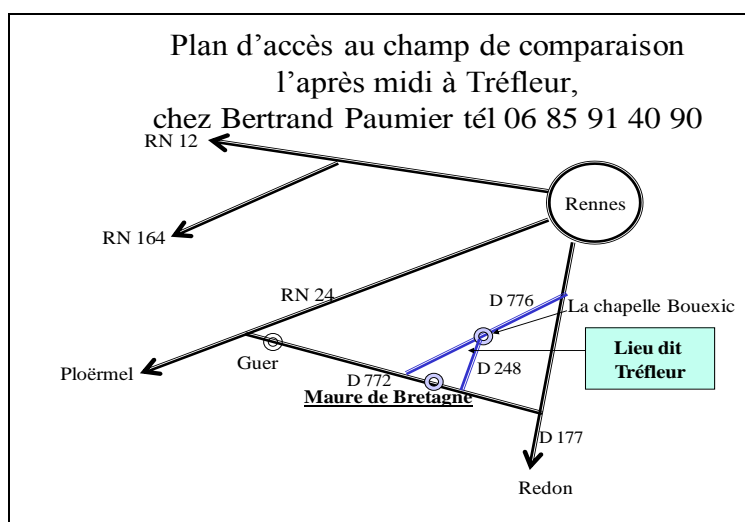 Plan d’accès au champ de comparaison
l’après midi à Tréfleur,
chez Bertrand Paumier tél 06 85 91 40 90
RN 12
Rennes
RN 164
RN 24
D 776
La chapelle Bouexic
Lieu dit
Tréfleur
Guer
D 248
Ploërmel
D 772
Maure de Bretagne
D 177
Redon